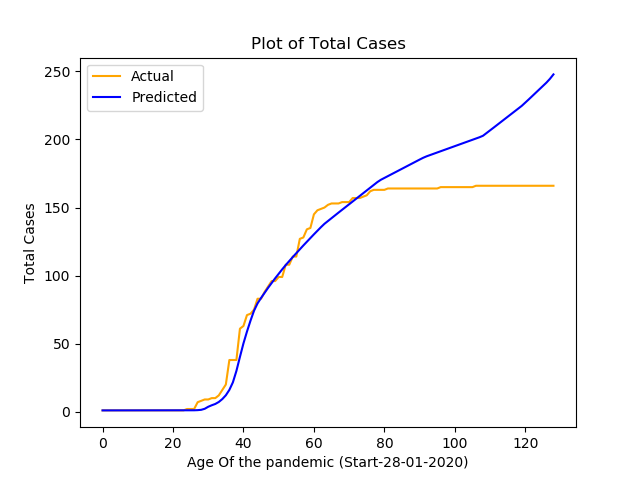 Plot of Total Cases
Actual
Predicted
250
200
150
100
50
0
Total Cases
0 20 40 60 80 100 120
Age Of the pandemic (Start-28-01-2020)